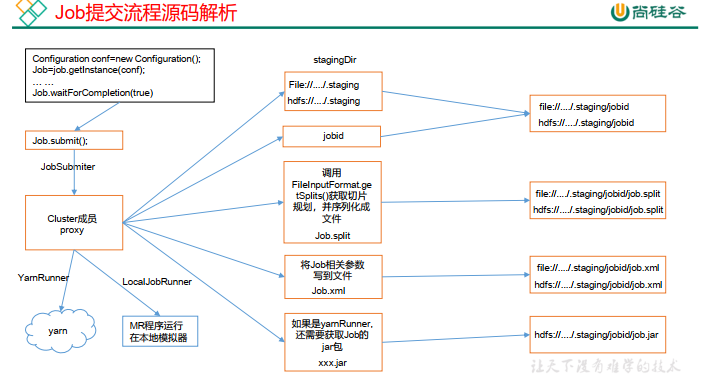 Job提交流程源码解析
尚硅谷
Configuration conf=new Configuration();
Job=job.getInstance(conf);
... ...
Job.waitForCompletion(true)
Job.submit();
JobSubmiter
Cluster成员
proxy
YarnRunner
LocalJobRunner
yarn
MR程序运行
在本地模拟器
stagingDir
File://..../.staging
hdfs://..../.staging
jobid
调用
FileInputFormat.ge
tSplits()获取切片
规划，并序列化成
文件
Job.split
将Job相关参数
写到文件
Job.xml
如果是yarnRunner,
还需要获取Job的
jar包
xxx.jar
file://..../.staging/jobid
hdfs://..../.staging/jobid
file://..../.staging/jobid/job.split
hdfs://..../.staging/jobid/job.split
file://..../.staging/jobid/job.xml
hdfs://..../.staging/jobid/job.xml
hdfs://..../.staging/jobid/job.jar
让天下没有难学的技术